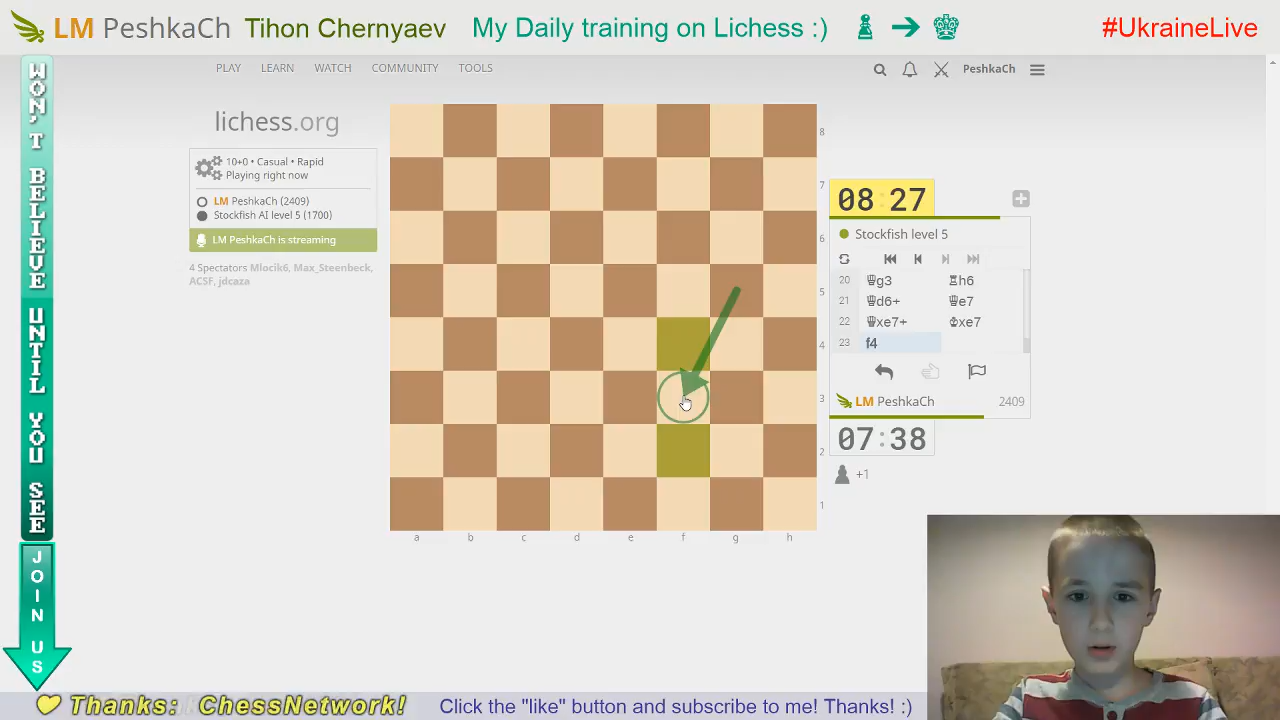 LM PeshkaCh Tihon Chernyaev My Daily training on Lichess :) #UkraineLive
WON'T BELIEVE UNTIL YOU SEE
JOIN US
PLAY LEARN WATCH COMMUNITY TOOLS PeshkaCh
lichess.org
10+0 • Casual • Rapid
Playing right now
LM PeshkaCh (2409)
Stockfish AI level 5 (1700)
LM PeshkaCh is streaming
4 Spectators Mlocik6, Max_Steenbeck,
ACSF, jdcaza
8
7
6
5
4
3
2
1
a b c d e f g h
08:27
Stockfish level 5
20 ♕g3 ♖h6
21 ♕d6+ ♕e7
22 ♕xe7+ ♔xe7
23 f4
LM PeshkaCh 2409
07:38
+1
Thanks: ChessNetwork! Click the "like" button and subscribe to me! Thanks! :)